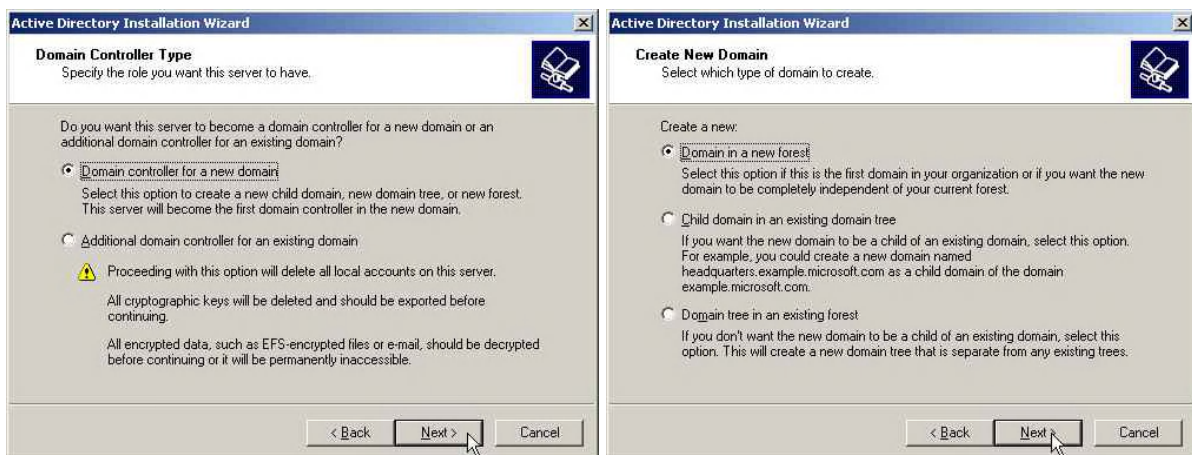 Active Directory Installation Wizard
Domain Controller Type
Specify the role you want this server to have.
Do you want this server to become a domain controller for a new domain or an
additional domain controller for an existing domain?
Domain controller for a new domain
Select this option to create a new child domain, new domain tree, or new forest.
This server will become the first domain controller in the new domain.
Additional domain controller for an existing domain
Proceeding with this option will delete all local accounts on this server.
All cryptographic keys will be deleted and should be exported before
continuing.
All encrypted data, such as EFS-encrypted files or e-mail, should be decrypted
before continuing or it will be permanently inaccessible.
< Back
Next >
Cancel
Active Directory Installation Wizard
Create New Domain
Select which type of domain to create.
Create a new:
Domain in a new forest
Select this option if this is the first domain in your organization or if you want the new
domain to be completely independent of your current forest.
Child domain in an existing domain tree
If you want the new domain to be a child of an existing domain, select this option.
For example, you could create a new domain named
headquarters.example.microsoft.com as a child domain of the domain
example.microsoft.com.
Domain tree in an existing forest
If you don't want the new domain to be a child of an existing domain, select this
option. This will create a new domain tree that is separate from any existing trees.
< Back
Next >
Cancel